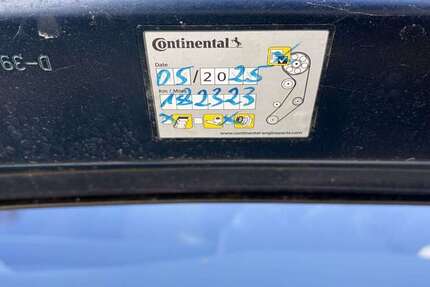 Continental
Date
05/2025
Km / Miles
182323
www.continental-engineparts.com
D-39